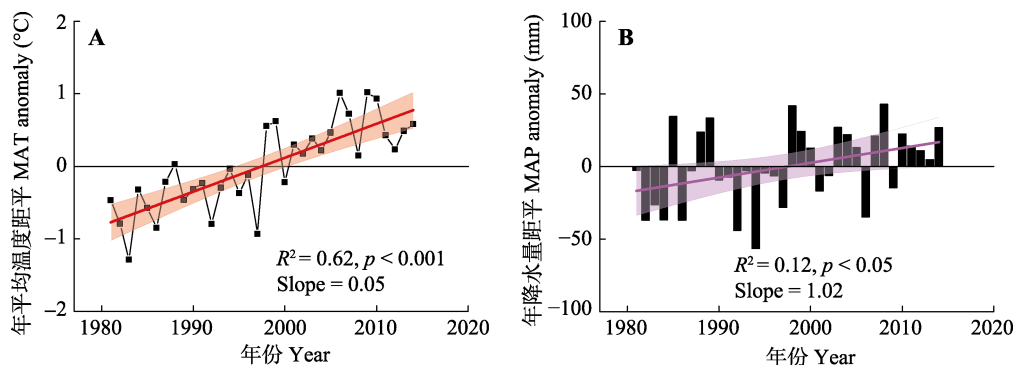 A
年平均温度距平 MAT anomaly (°C)
2
1
0
−1
−2
R² = 0.62, p < 0.001
Slope = 0.05
1980 1990 2000 2010 2020
年份 Year
B
年降水量距平 MAP anomaly (mm)
100
50
0
−50
−100
R² = 0.12, p < 0.05
Slope = 1.02
1980 1990 2000 2010 2020
年份 Year